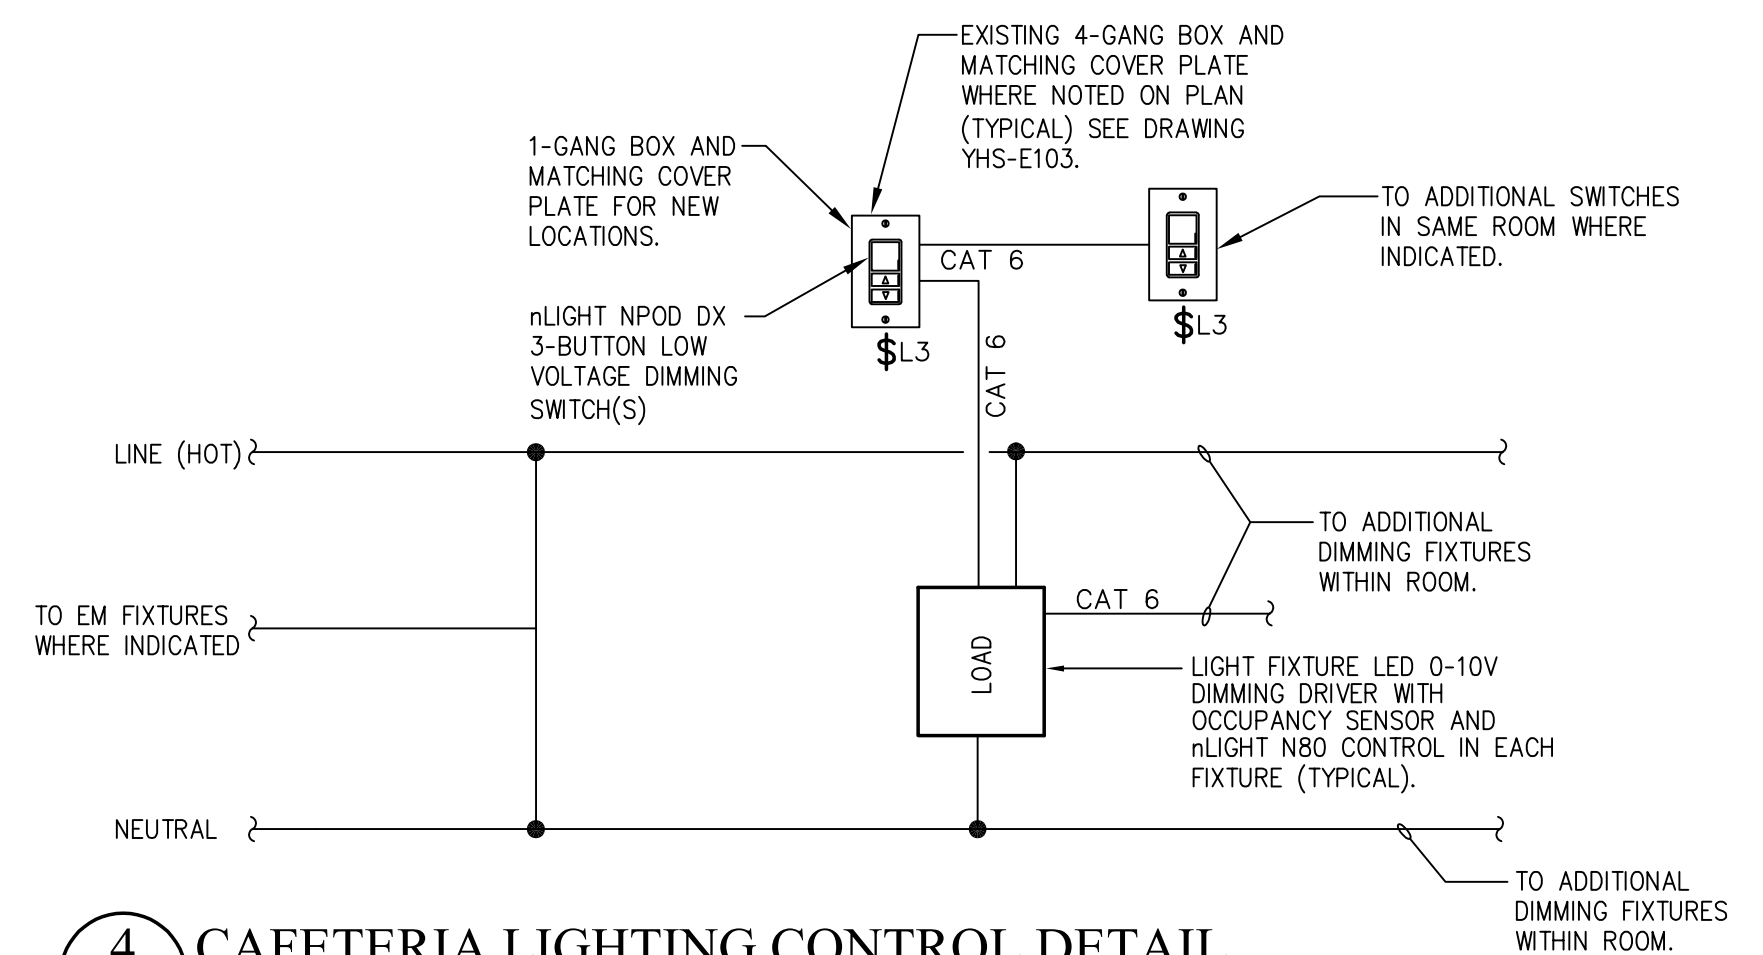 EXISTING 4-GANG BOX AND
MATCHING COVER PLATE
WHERE NOTED ON PLAN
(TYPICAL) SEE DRAWING
YHS-E103.
1-GANG BOX AND
MATCHING COVER
PLATE FOR NEW
LOCATIONS.
TO ADDITIONAL SWITCHES
IN SAME ROOM WHERE
INDICATED.
CAT 6
nLIGHT NPOD DX
3-BUTTON LOW
VOLTAGE DIMMING
SWITCH(S)
$L3
$L3
CAT 6
LINE (HOT)
TO ADDITIONAL
DIMMING FIXTURES
WITHIN ROOM.
TO EM FIXTURES
WHERE INDICATED
CAT 6
LOAD
LIGHT FIXTURE LED 0-10V
DIMMING DRIVER WITH
OCCUPANCY SENSOR AND
nLIGHT N80 CONTROL IN EACH
FIXTURE (TYPICAL).
NEUTRAL
TO ADDITIONAL
DIMMING FIXTURES
WITHIN ROOM.
4
CAFETERIA LIGHTING CONTROL DETAIL